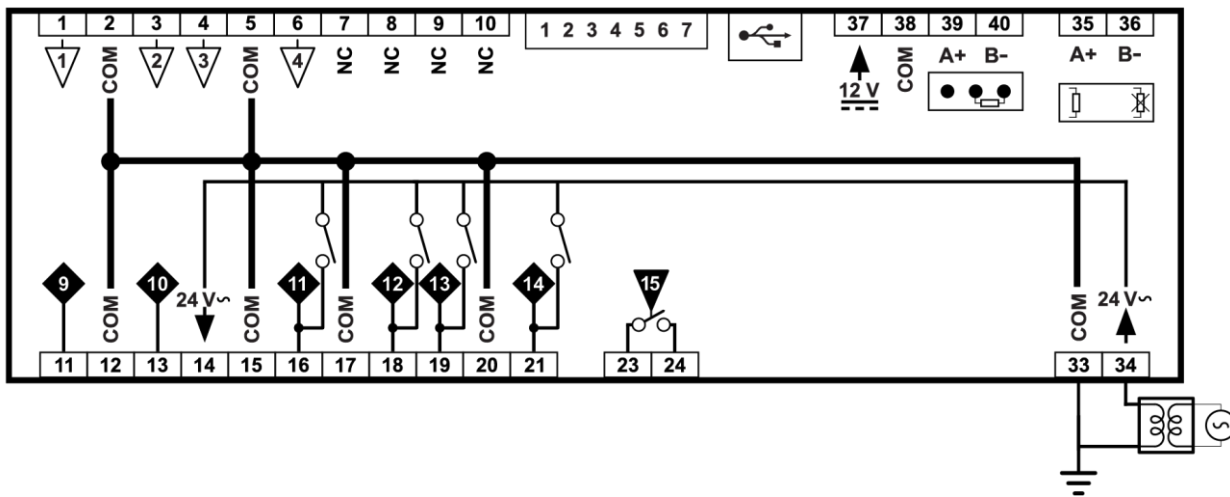 1 2 3 4 5 6 7 8 9 10
1 2 3 4 5 6 7
37 38 39 40
35 36
1 COM 2 3 COM 4 NC NC NC NC
12 V COM A+ B-
A+ B-
9 COM 10 24 V~ COM 11 COM 12 13 COM 14
15
COM 24 V~
11 12 13 14 15 16 17 18 19 20 21
23 24
33 34